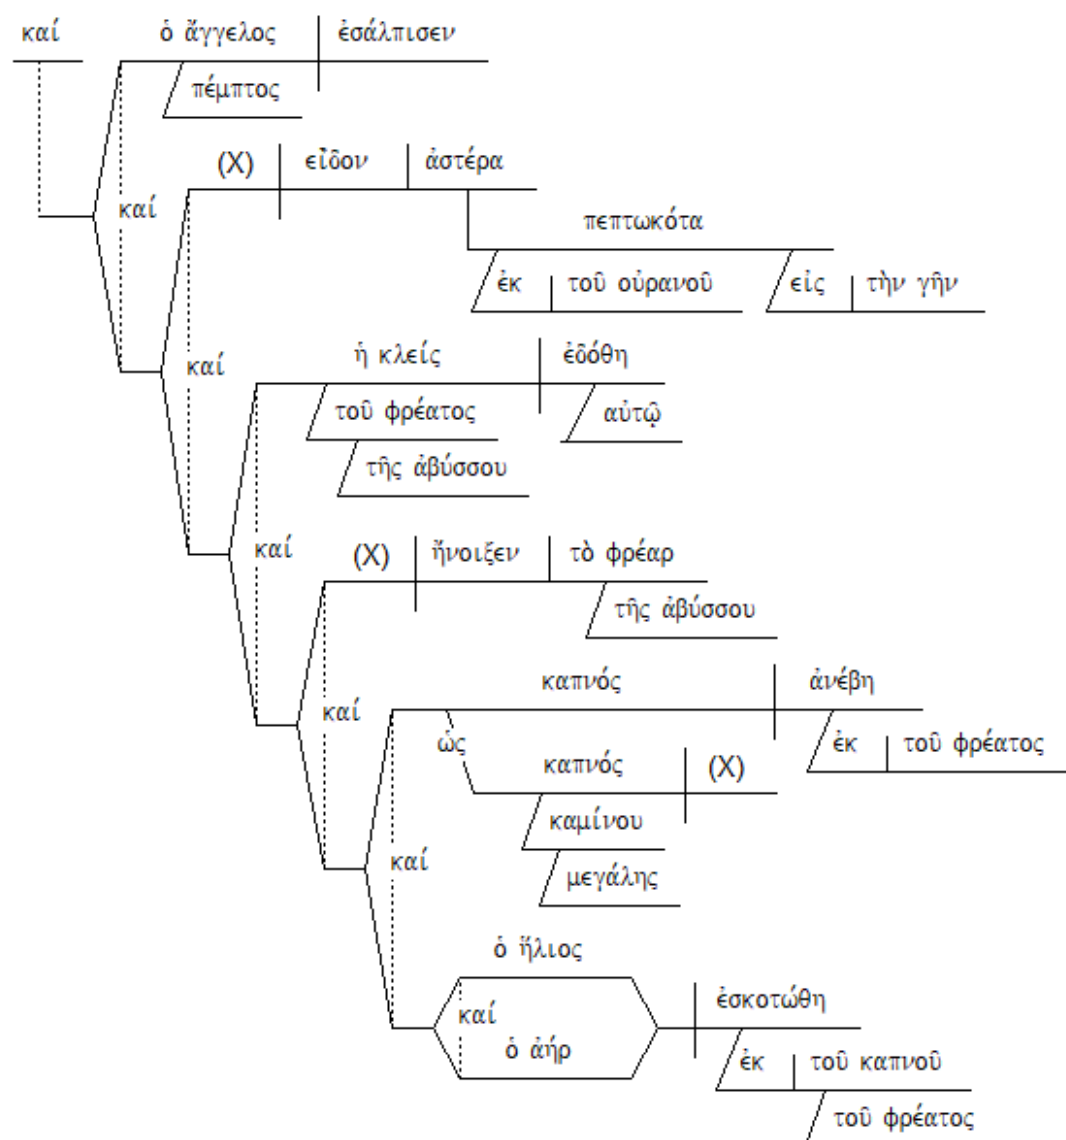 καί ὁ ἄγγελος ἐσάλπισεν
πέμπτος
(X) εἶδον ἀστέρα
καί
πεπτωκότα
ἐκ τοῦ οὐρανοῦ εἰς τὴν γῆν
ἡ κλείς ἐδόθη
καί
τοῦ φρέατος αὐτῷ
τῆς ἀβύσσου
καί (X) ἤνοιξεν τὸ φρέαρ
τῆς ἀβύσσου
καπνός ἀνέβη
καί
ὡς ἐκ τοῦ φρέατος
καπνός (X)
καμίνου
καί
μεγάλης
ὁ ἥλιος
ἐσκοτώθη
καί
ὁ ἀήρ
ἐκ τοῦ καπνοῦ
τοῦ φρέατος